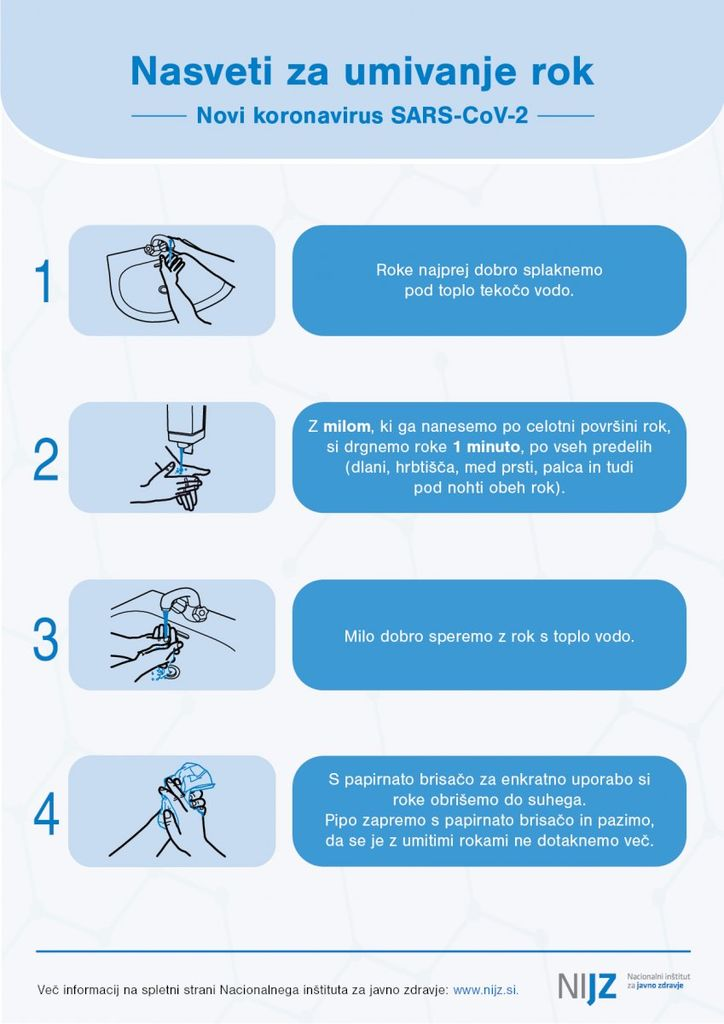 Nasveti za umivanje rok
Novi koronavirus SARS-CoV-2
1
Roke najprej dobro splaknemo
pod toplo tekočo vodo.
2
Z milom, ki ga nanesemo po celotni površini rok,
si drgnemo roke 1 minuto, po vseh predelih
(dlani, hrbtišča, med prsti, palca in tudi
pod nohti obeh rok).
3
Milo dobro speremo z rok s toplo vodo.
4
S papirnato brisačo za enkratno uporabo si
roke obrišemo do suhega.
Pipo zapremo s papirnato brisačo in pazimo,
da se je z umitimi rokami ne dotaknemo več.
Več informacij na spletni strani Nacionalnega inštituta za javno zdravje: www.nijz.si.
NIJZ
Nacionalni inštitut
za javno zdravje